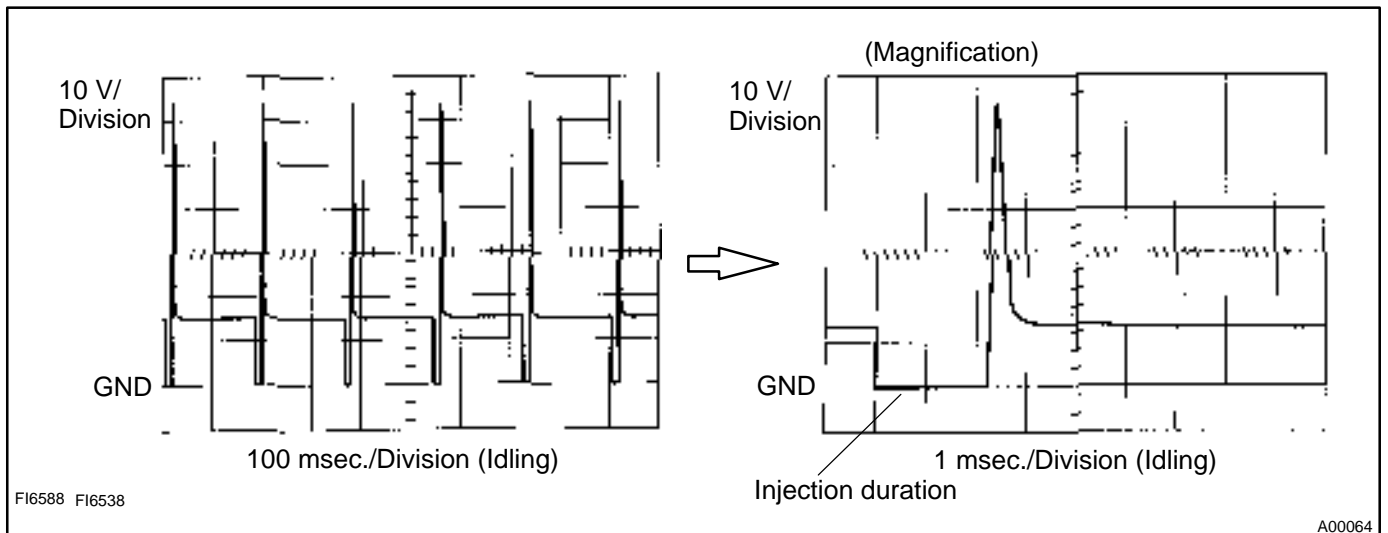 10 V/
Division
GND
100 msec./Division (Idling)
(Magnification)
10 V/
Division
GND
1 msec./Division (Idling)
Injection duration
FI6588 FI6538
A00064